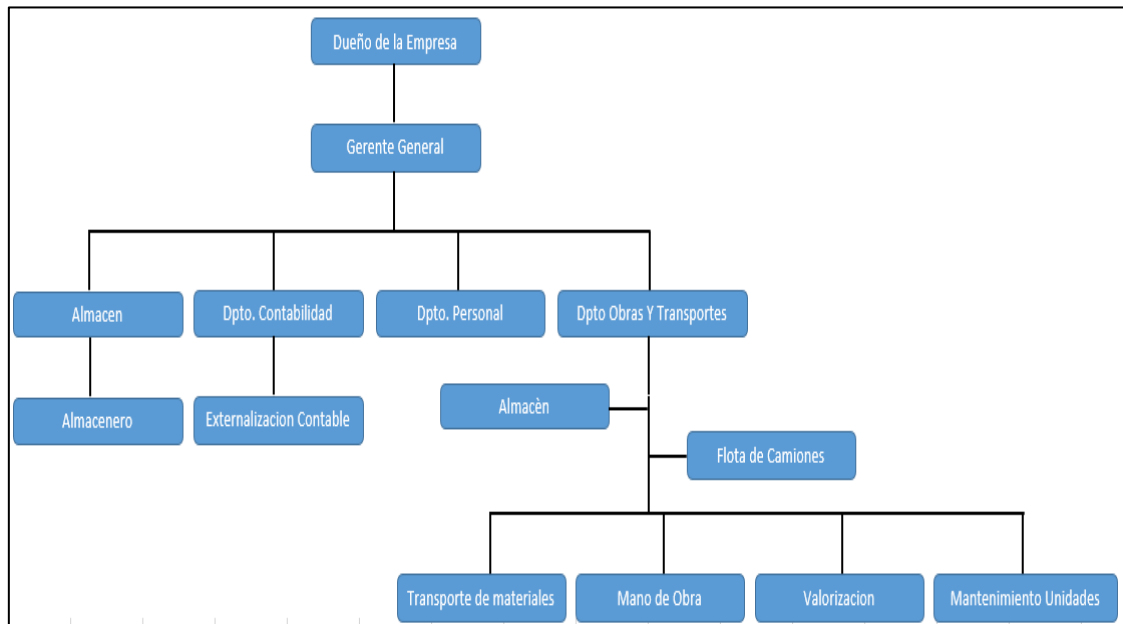 Dueño de la Empresa
Gerente General
Almacen
Dpto. Contabilidad
Dpto. Personal
Dpto Obras Y Transportes
Almacenero
Externalizacion Contable
Almacèn
Flota de Camiones
Transporte de materiales
Mano de Obra
Valorizacion
Mantenimiento Unidades